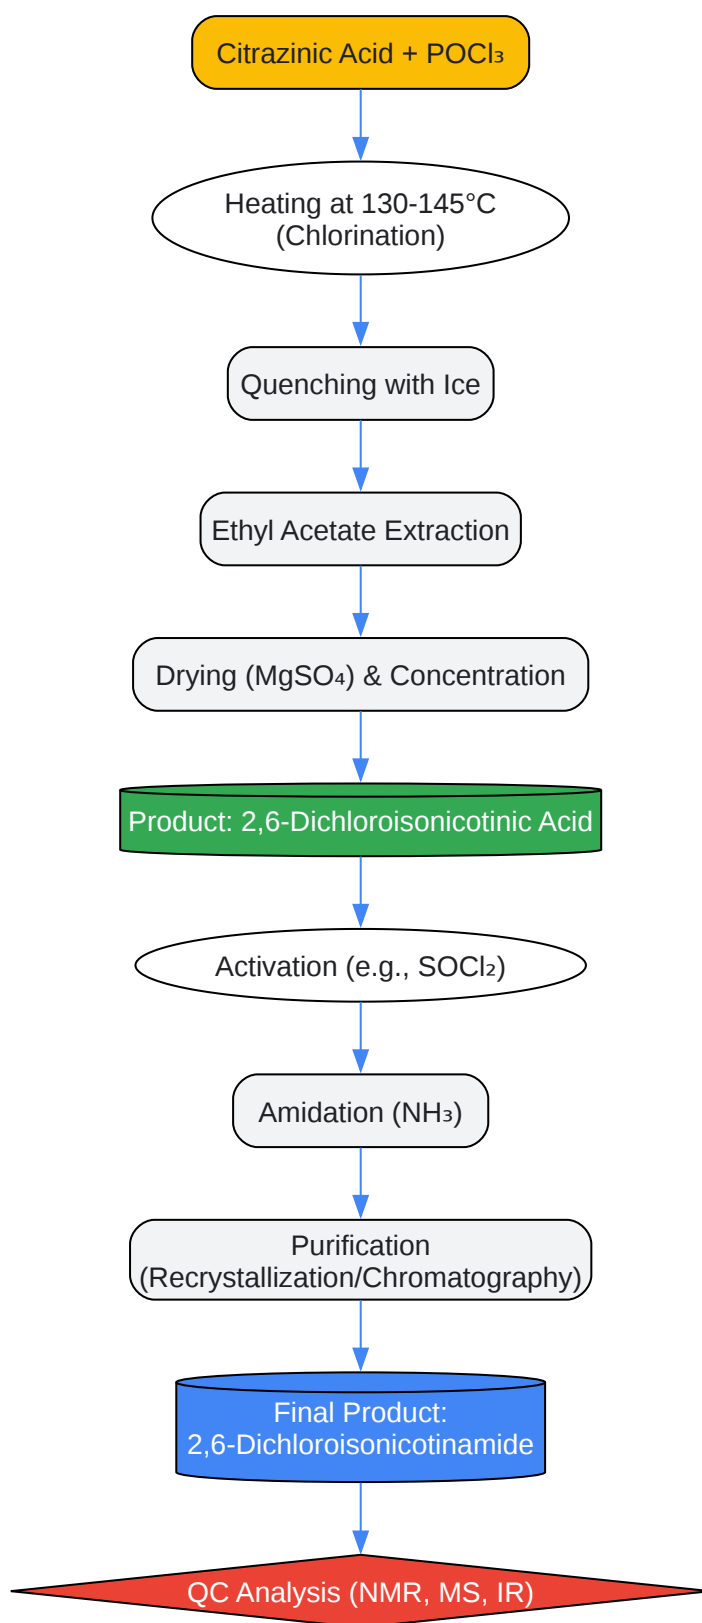 Citrazinic Acid + POCl₃
Heating at 130-145°C
(Chlorination)
Quenching with Ice
Ethyl Acetate Extraction
Drying (MgSO₄) & Concentration
Product: 2,6-Dichloroisonicotinic Acid
Activation (e.g., SOCl₂)
Amidation (NH₃)
Purification
(Recrystallization/Chromatography)
Final Product:
2,6-Dichloroisonicotinamide
QC Analysis (NMR, MS, IR)